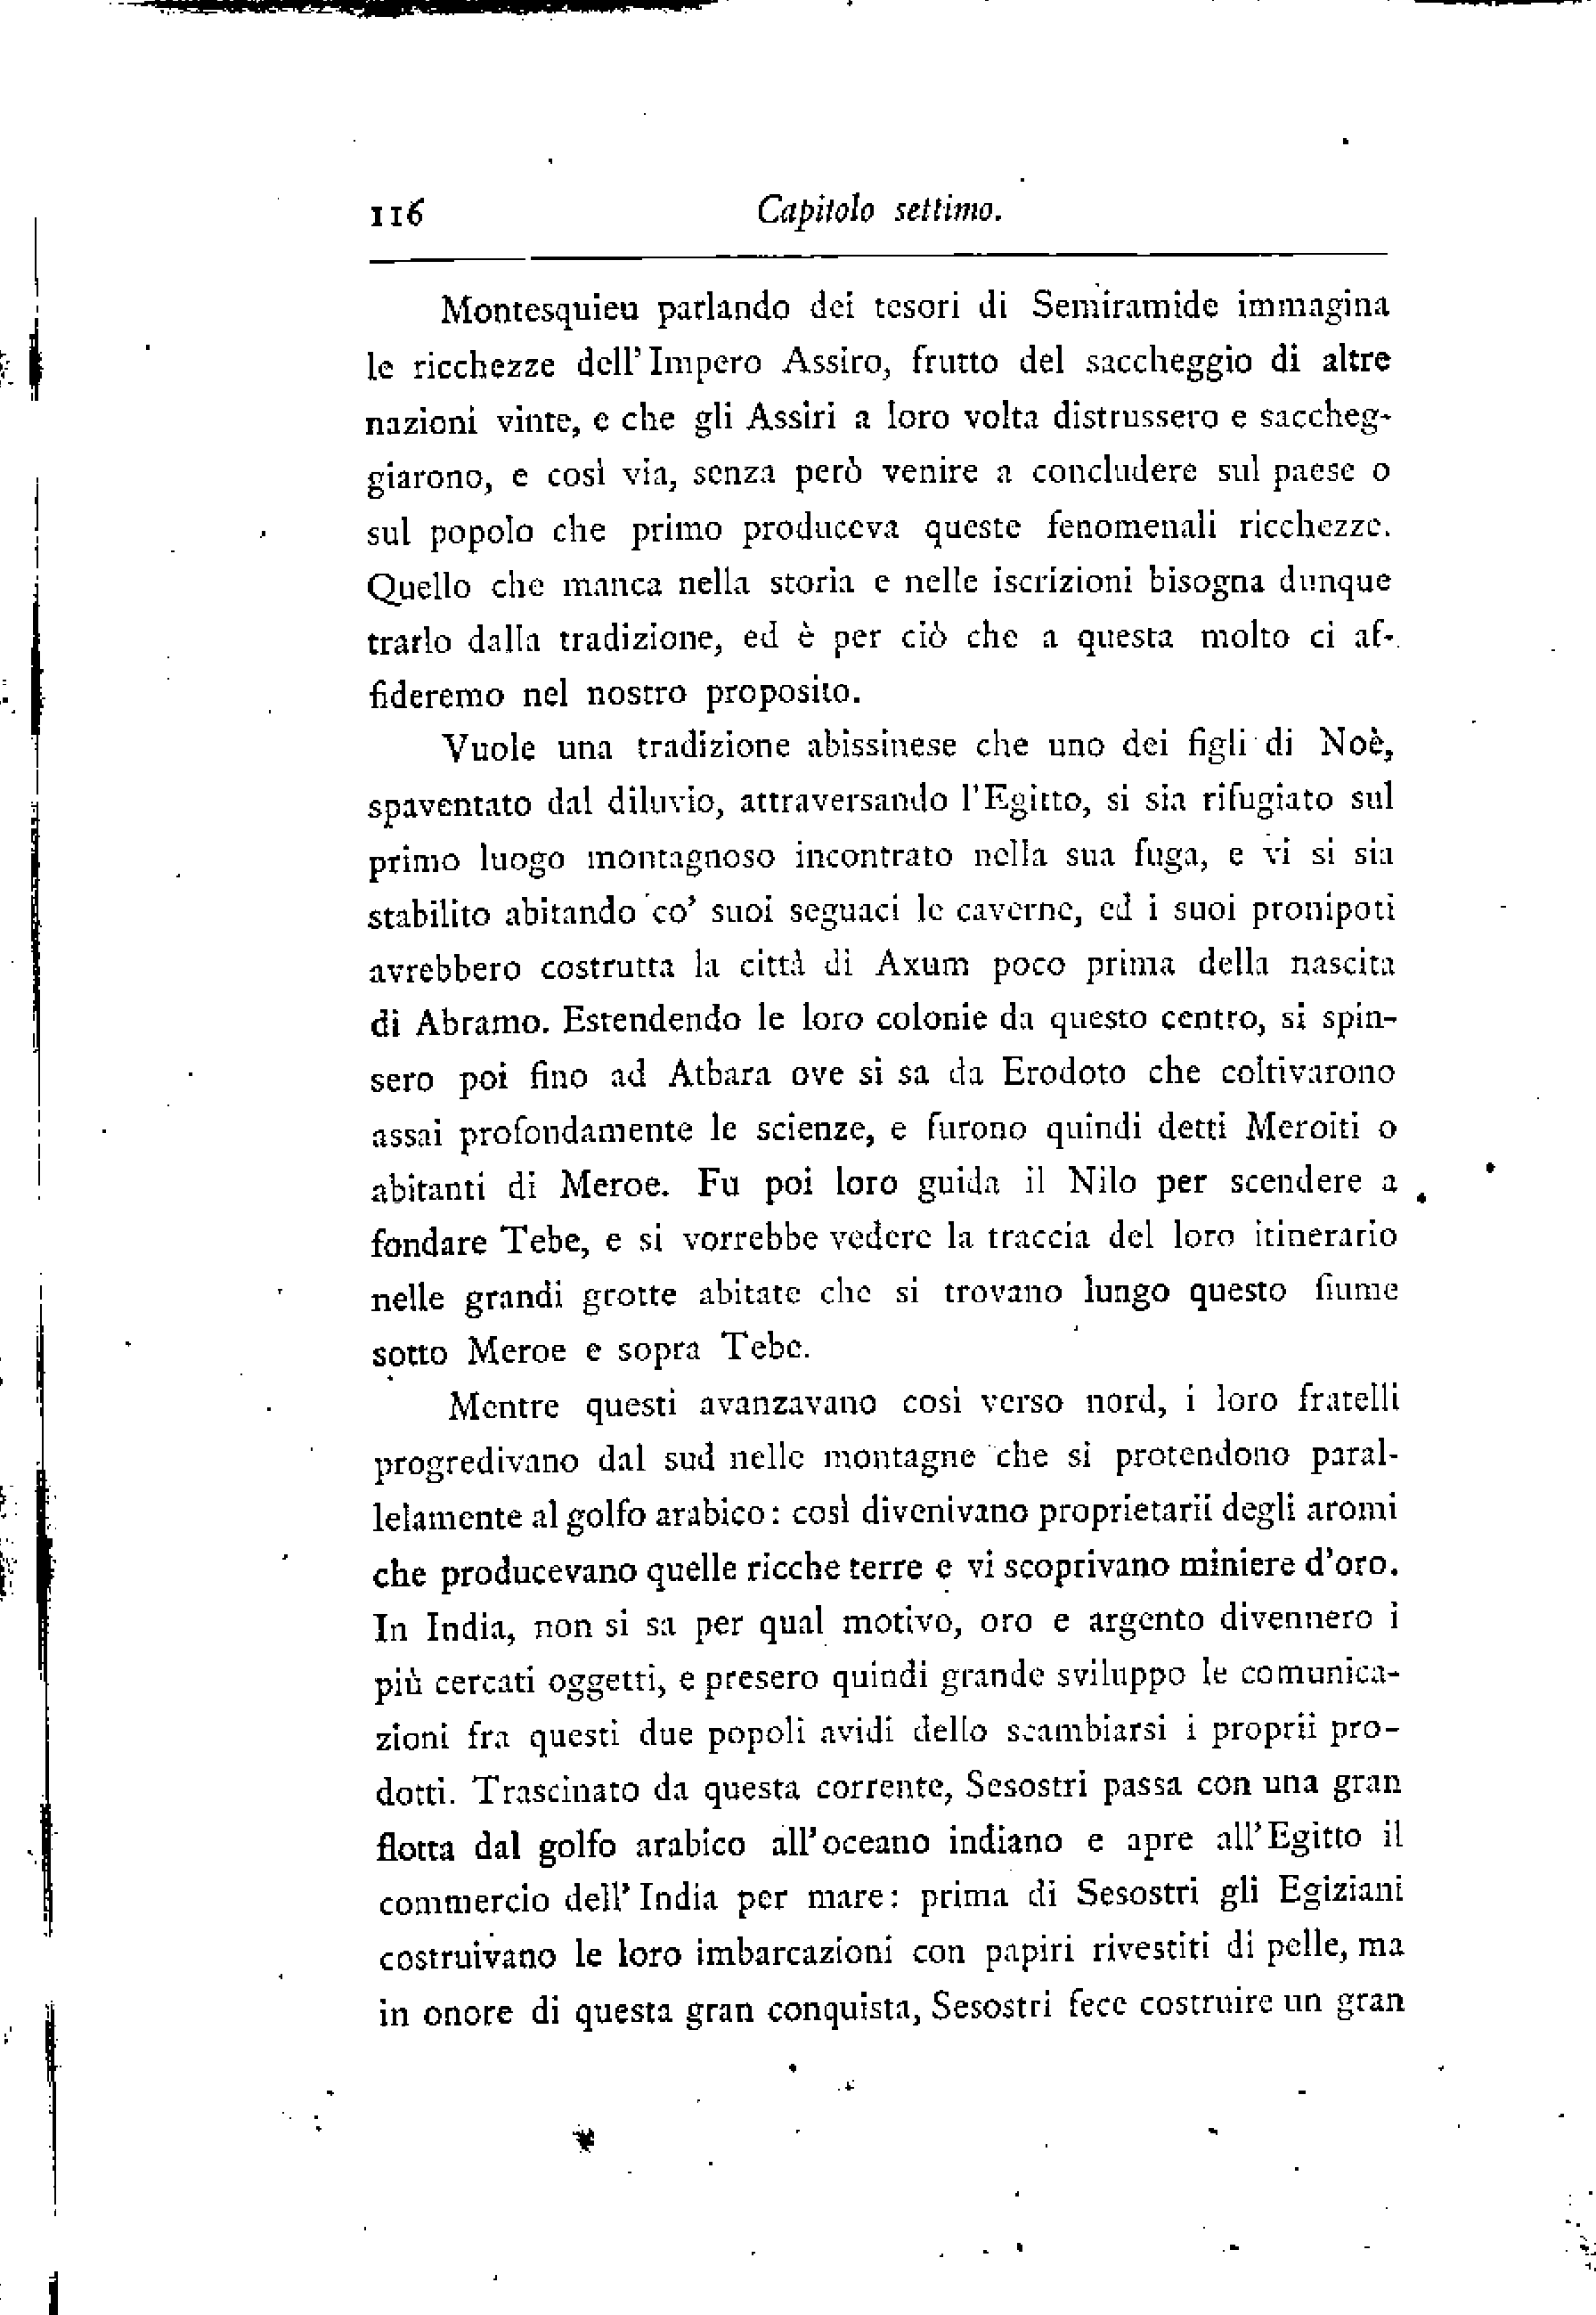 116
Capitolo settimo.
Montesquieu parlando dei tesori di Semiramide immagina
le ricchezze dell'Impero Assiro, frutto del saccheggio di altre
nazioni vinte, e che gli Assiri a loro volta distrussero e saccheg-
giarono, e così via, senza però venire a concludere sul paese o
sul popolo che primo produceva queste fenomenali ricchezze.
Quello che manca nella storia e nelle iscrizioni bisogna dunque
trarlo dalla tradizione, ed è per ciò che a questa molto ci af-
fideremo nel nostro proposito.
Vuole una tradizione abissinese che uno dei figli di Noè,
spaventato dal diluvio, attraversando l'Egitto, si sia rifugiato sul
primo luogo montagnoso incontrato nella sua fuga, e vi si sia
stabilito abitando co' suoi seguaci le caverne, ed i suoi pronipoti
avrebbero costrutta la città di Axum poco prima della nascita
di Abramo. Estendendo le loro colonie da questo centro, si spin-
sero poi fino ad Atbara ove si sa da Erodoto che coltivarono
assai profondamente le scienze, e furono quindi detti Meroiti o
abitanti di Meroe. Fu poi loro guida il Nilo per scendere a
fondare Tebe, e si vorrebbe vedere la traccia del loro itinerario
nelle grandi grotte abitate che si trovano lungo questo fiume
sotto Meroe e sopra Tebe.
Mentre questi avanzavano così verso nord, i loro fratelli
progredivano dal sud nelle montagne che si protendono paral-
lelamente al golfo arabico: così divenivano proprietarii degli aromi
che producevano quelle ricche terre e vi scoprivano miniere d'oro.
In India, non si sa per qual motivo, oro e argento divennero i
più cercati oggetti, e presero quindi grande sviluppo le comunica-
zioni fra questi due popoli avidi dello scambiarsi i proprii pro-
dotti. Trascinato da questa corrente, Sesostri passa con una gran
flotta dal golfo arabico all'oceano indiano e apre all'Egitto il
commercio dell'India per mare: prima di Sesostri gli Egiziani
costruivano le loro imbarcazioni con papiri rivestiti di pelle, ma
in onore di questa gran conquista, Sesostri fece costruire un gran